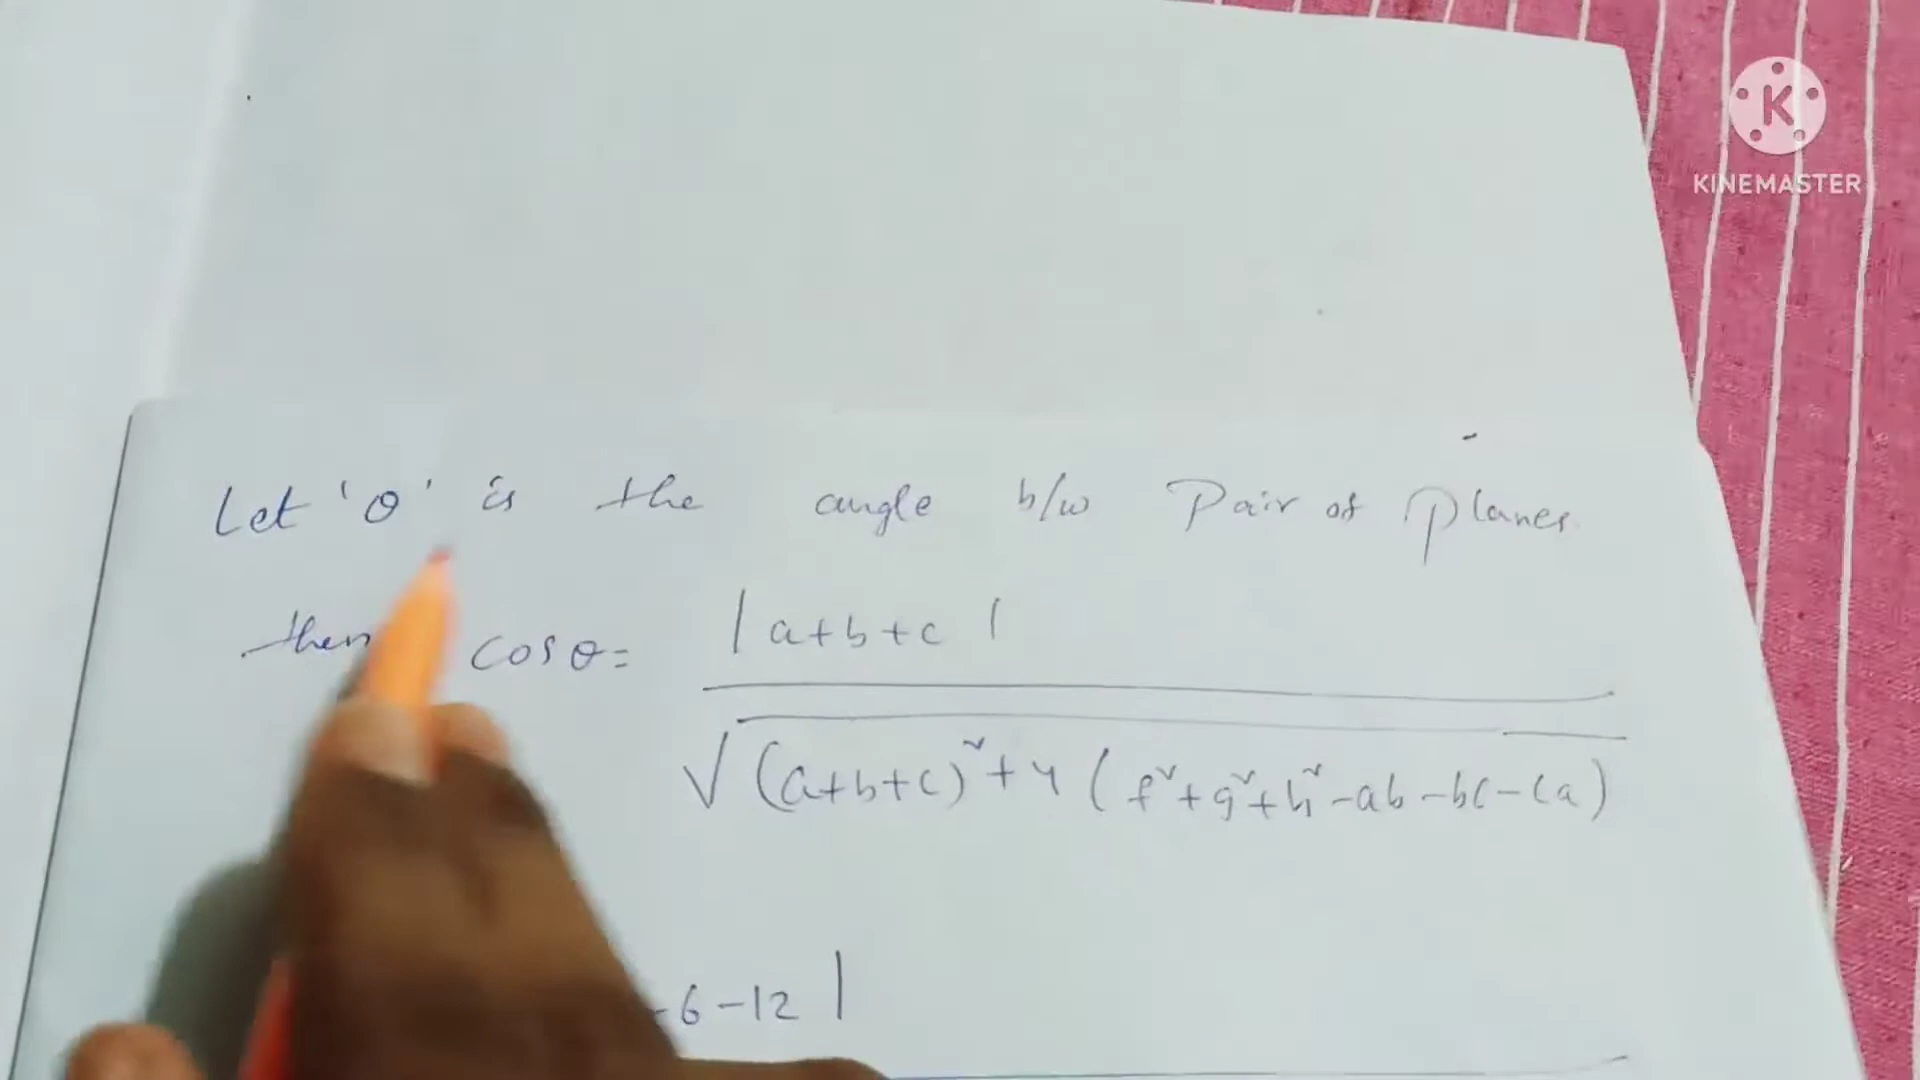 KINEMASTER
Let 'θ' is the angle b/w Pair of planes
then cosθ= |a+b+c|
√(a+b+c)²+4(f²+g²+h²-ab-bc-ca)
-6-12|